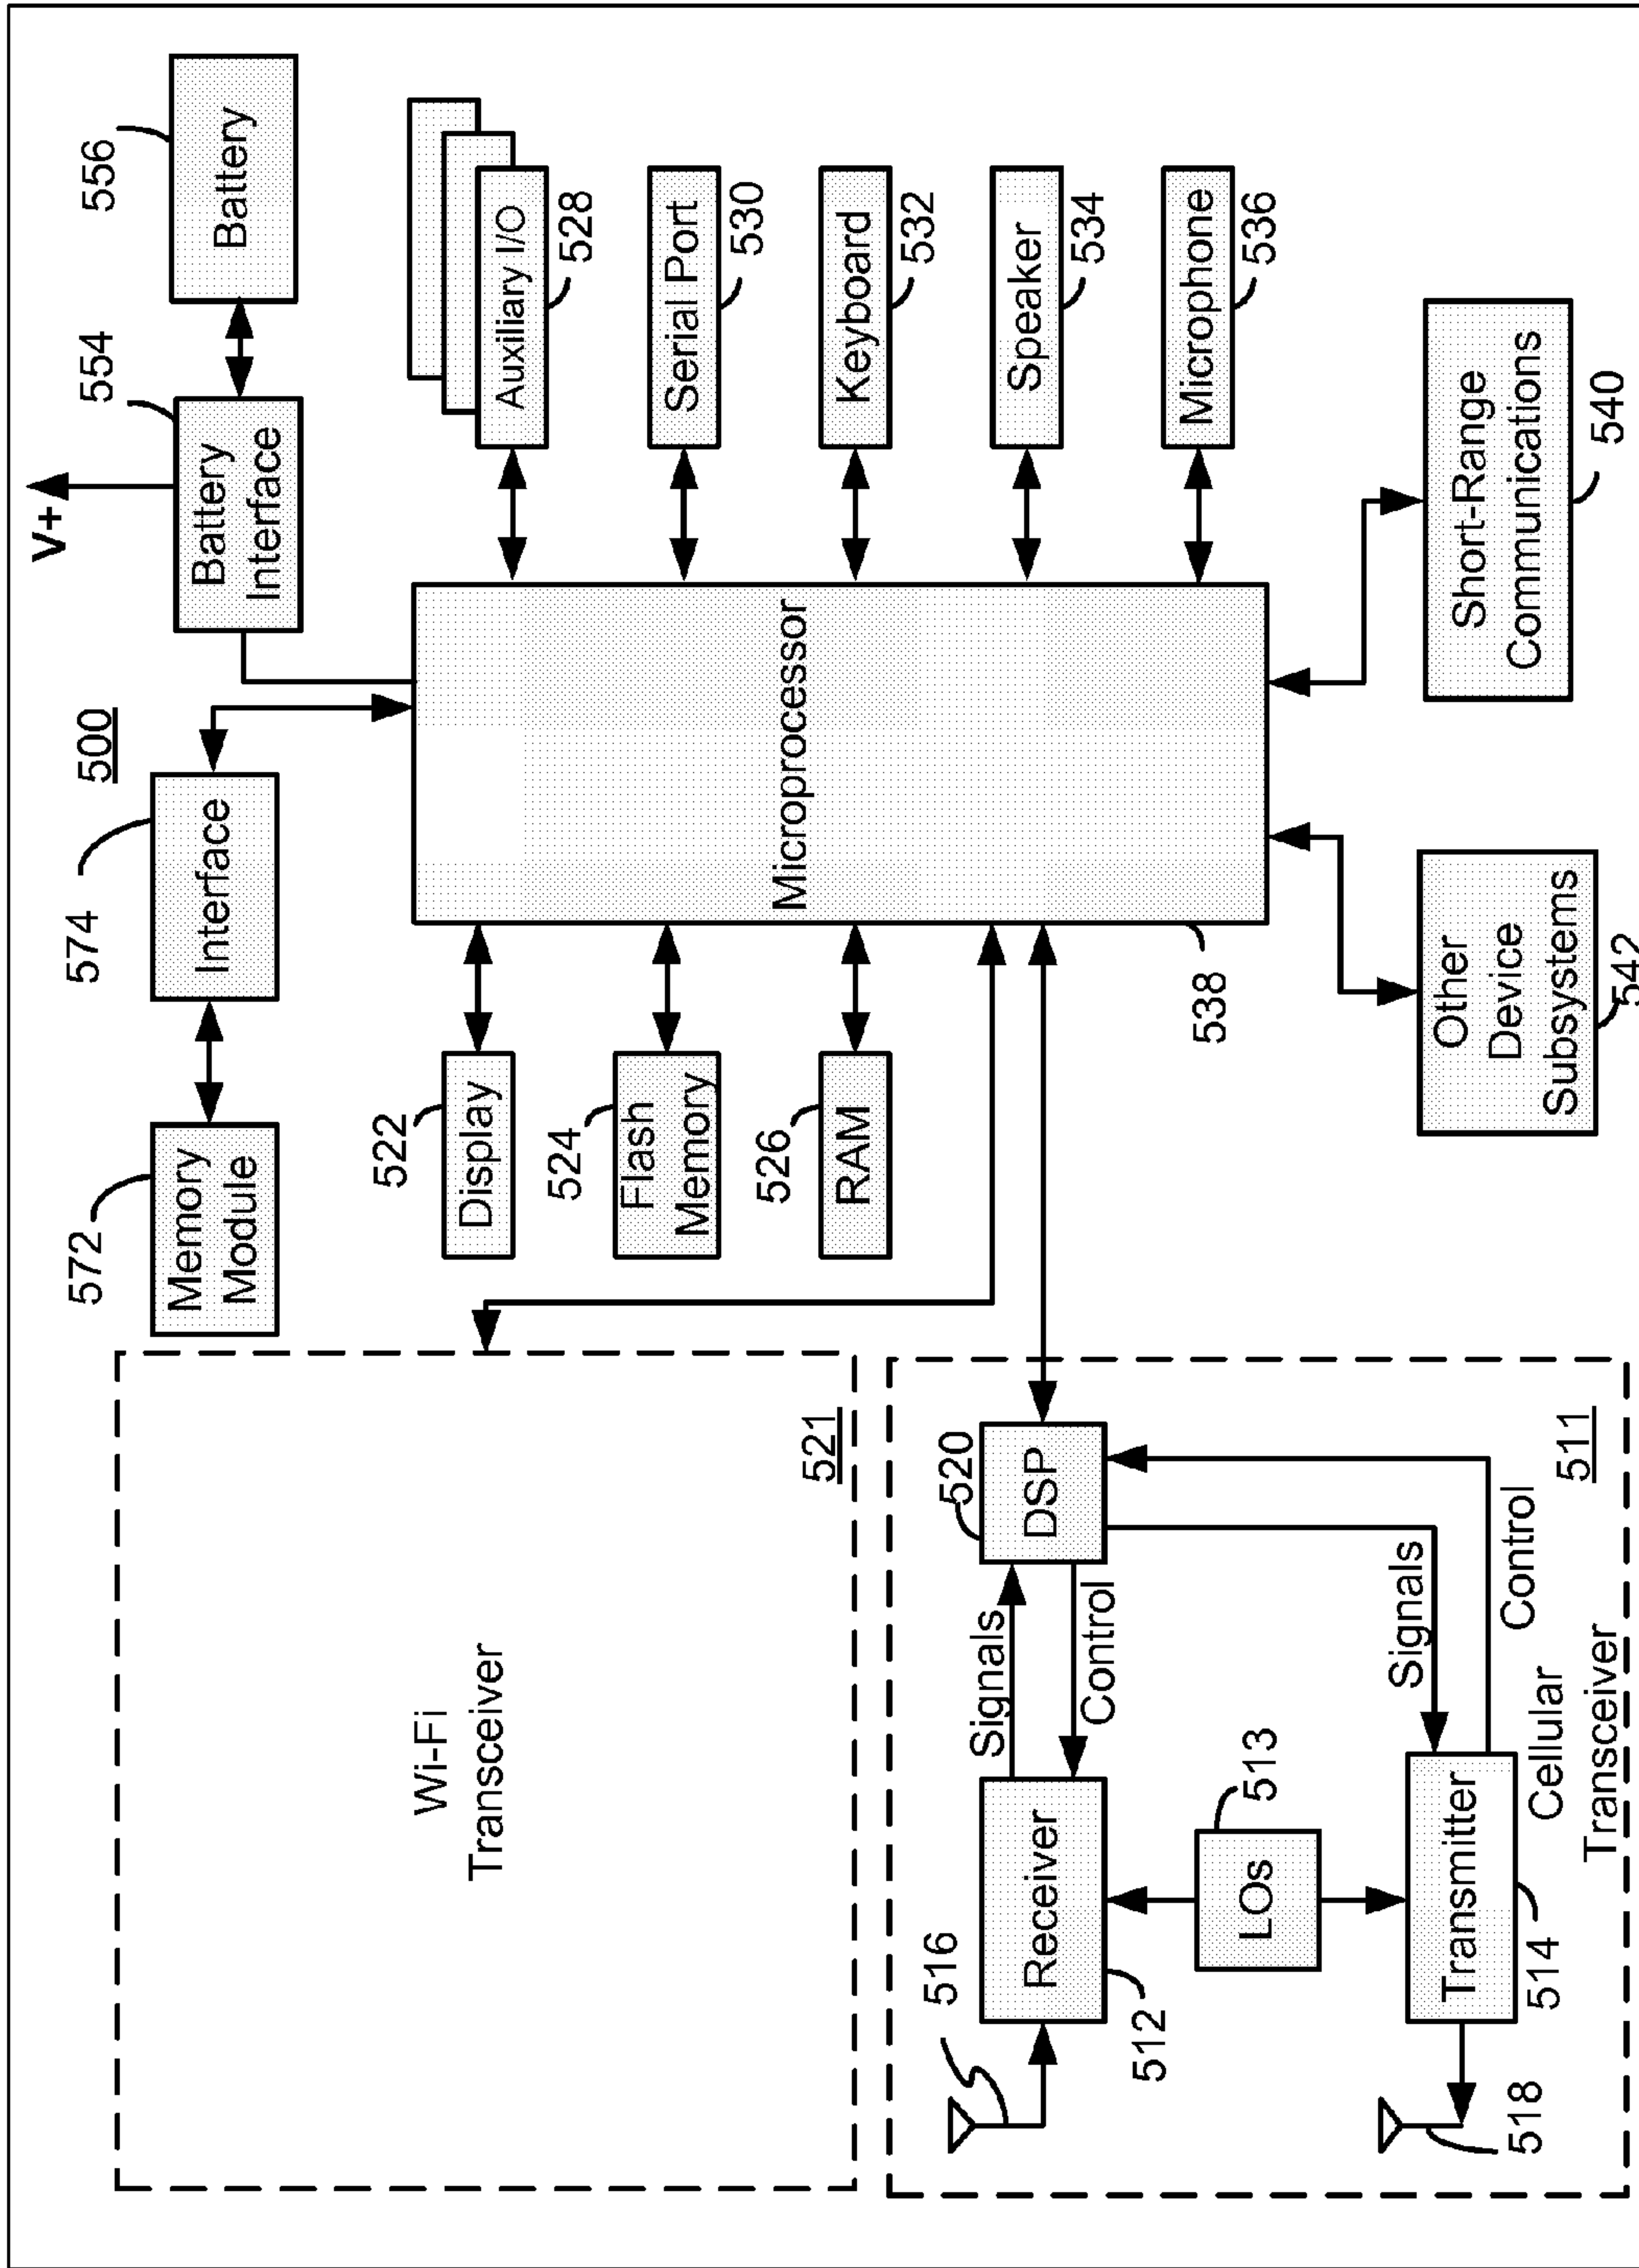 500
V+
572
574
554
556
Memory
Module
Interface
Battery
Interface
Battery
Wi-Fi
Transceiver
521
522
Display
524
Flash
Memory
526
RAM
Microprocessor
538
Auxiliary I/O
528
Serial Port
530
Keyboard
532
Speaker
534
Microphone
536
516
Receiver
512
Signals
Control
520
DSP
LOs
513
Signals
Control
Transmitter
514
518
Cellular
Transceiver
511
Other
Device
Subsystems
542
Short-Range
Communications
540